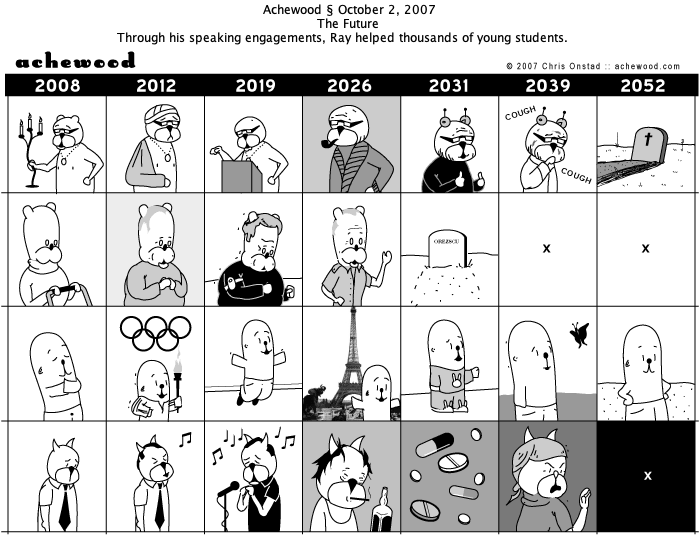 Achewood § October 2, 2007
The Future
Through his speaking engagements, Ray helped thousands of young students.
achewood
© 2007 Chris Onstad :: achewood.com
2008 2012 2019 2026 2031 2039 2052
COUGH
COUGH
OREZSCU
x x
x